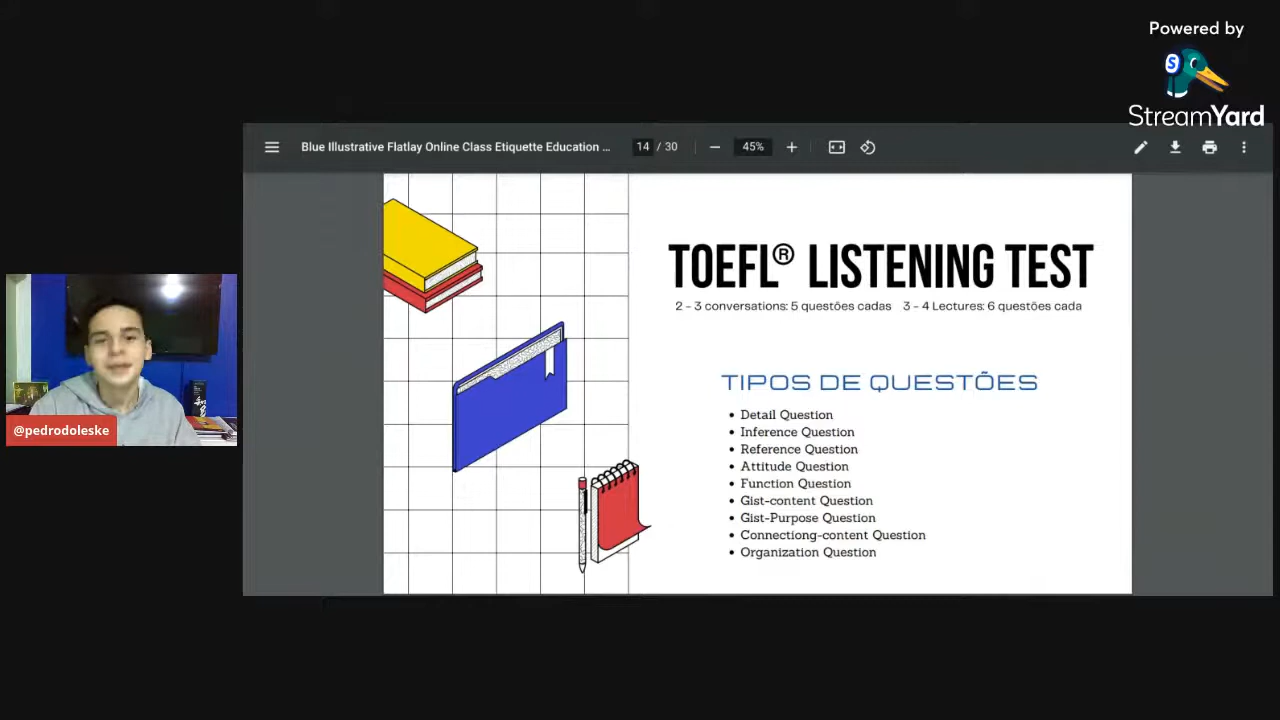 Powered by
S
StreamYard
Blue Illustrative Flatlay Online Class Etiquette Education ... 14 / 30 45%
TOEFL® LISTENING TEST
2 - 3 conversations: 5 questões cadas 3 - 4 Lectures: 6 questões cada
TIPOS DE QUESTÕES
• Detail Question
• Inference Question
• Reference Question
• Attitude Question
• Function Question
• Gist-content Question
• Gist-Purpose Question
• Connectiong-content Question
• Organization Question
@pedrodoleske